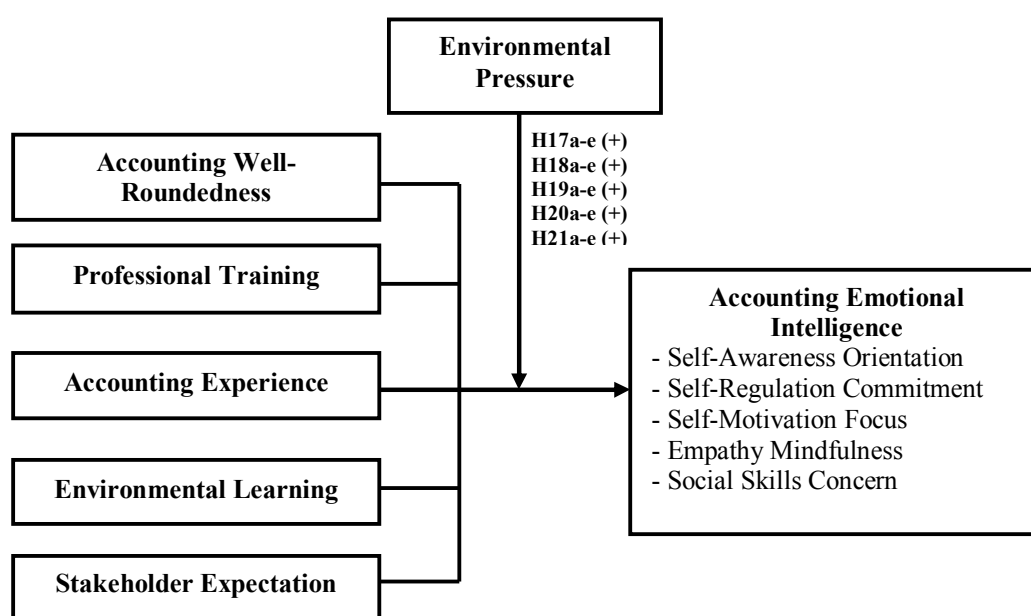 Environmental
Pressure
H17a-e (+)
H18a-e (+)
H19a-e (+)
H20a-e (+)
H21a-e (+)
Accounting Well-
Roundedness
Professional Training
Accounting Experience
Environmental Learning
Stakeholder Expectation
Accounting Emotional
Intelligence
- Self-Awareness Orientation
- Self-Regulation Commitment
- Self-Motivation Focus
- Empathy Mindfulness
- Social Skills Concern